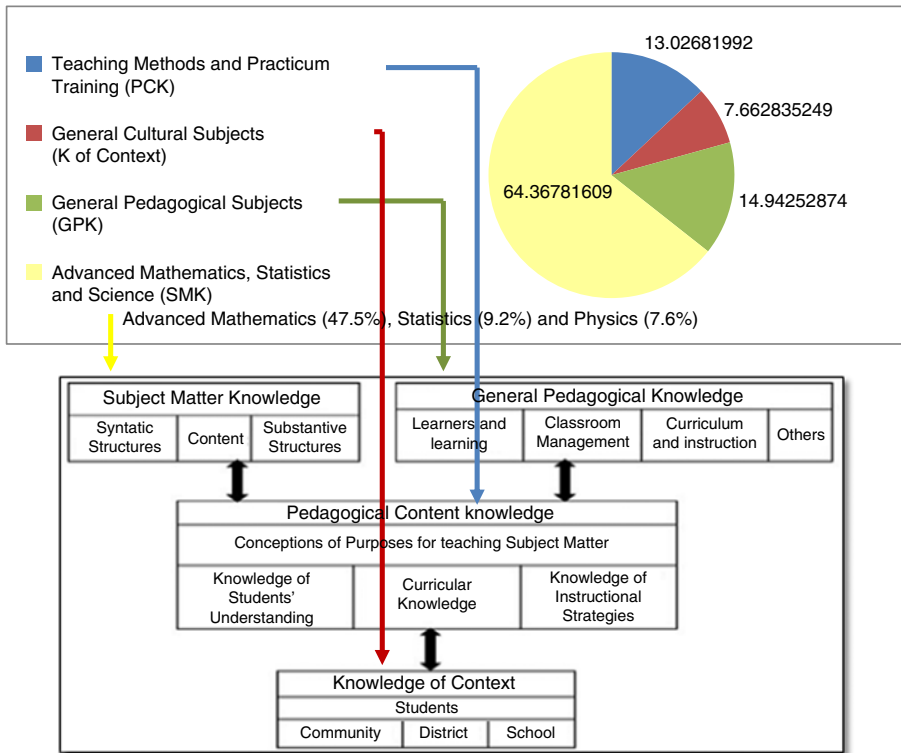 Teaching Methods and Practicum
Training (PCK)
General Cultural Subjects
(K of Context)
General Pedagogical Subjects
(GPK)
Advanced Mathematics, Statistics
and Science (SMK)
13.02681992
7.662835249
14.94252874
64.36781609
Advanced Mathematics (47.5%), Statistics (9.2%) and Physics (7.6%)
Subject Matter Knowledge
Syntatic
Structures
Content
Substantive
Structures
General Pedagogical Knowledge
Learners and
learning
Classroom
Management
Curriculum
and instruction
Others
Pedagogical Content knowledge
Conceptions of Purposes for teaching Subject Matter
Knowledge of
Students’
Understanding
Curricular
Knowledge
Knowledge of
Instructional
Strategies
Knowledge of Context
Students
Community
District
School